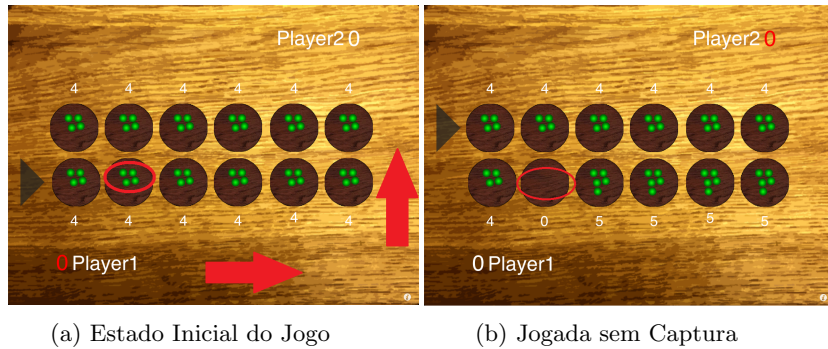 Player2 0
4 4 4 4 4 4
4 4 4 4 4 4
0 Player1
(a) Estado Inicial do Jogo
Player2 0
4 4 4 4 4 4
4 0 5 5 5 5
0 Player1
(b) Jogada sem Captura